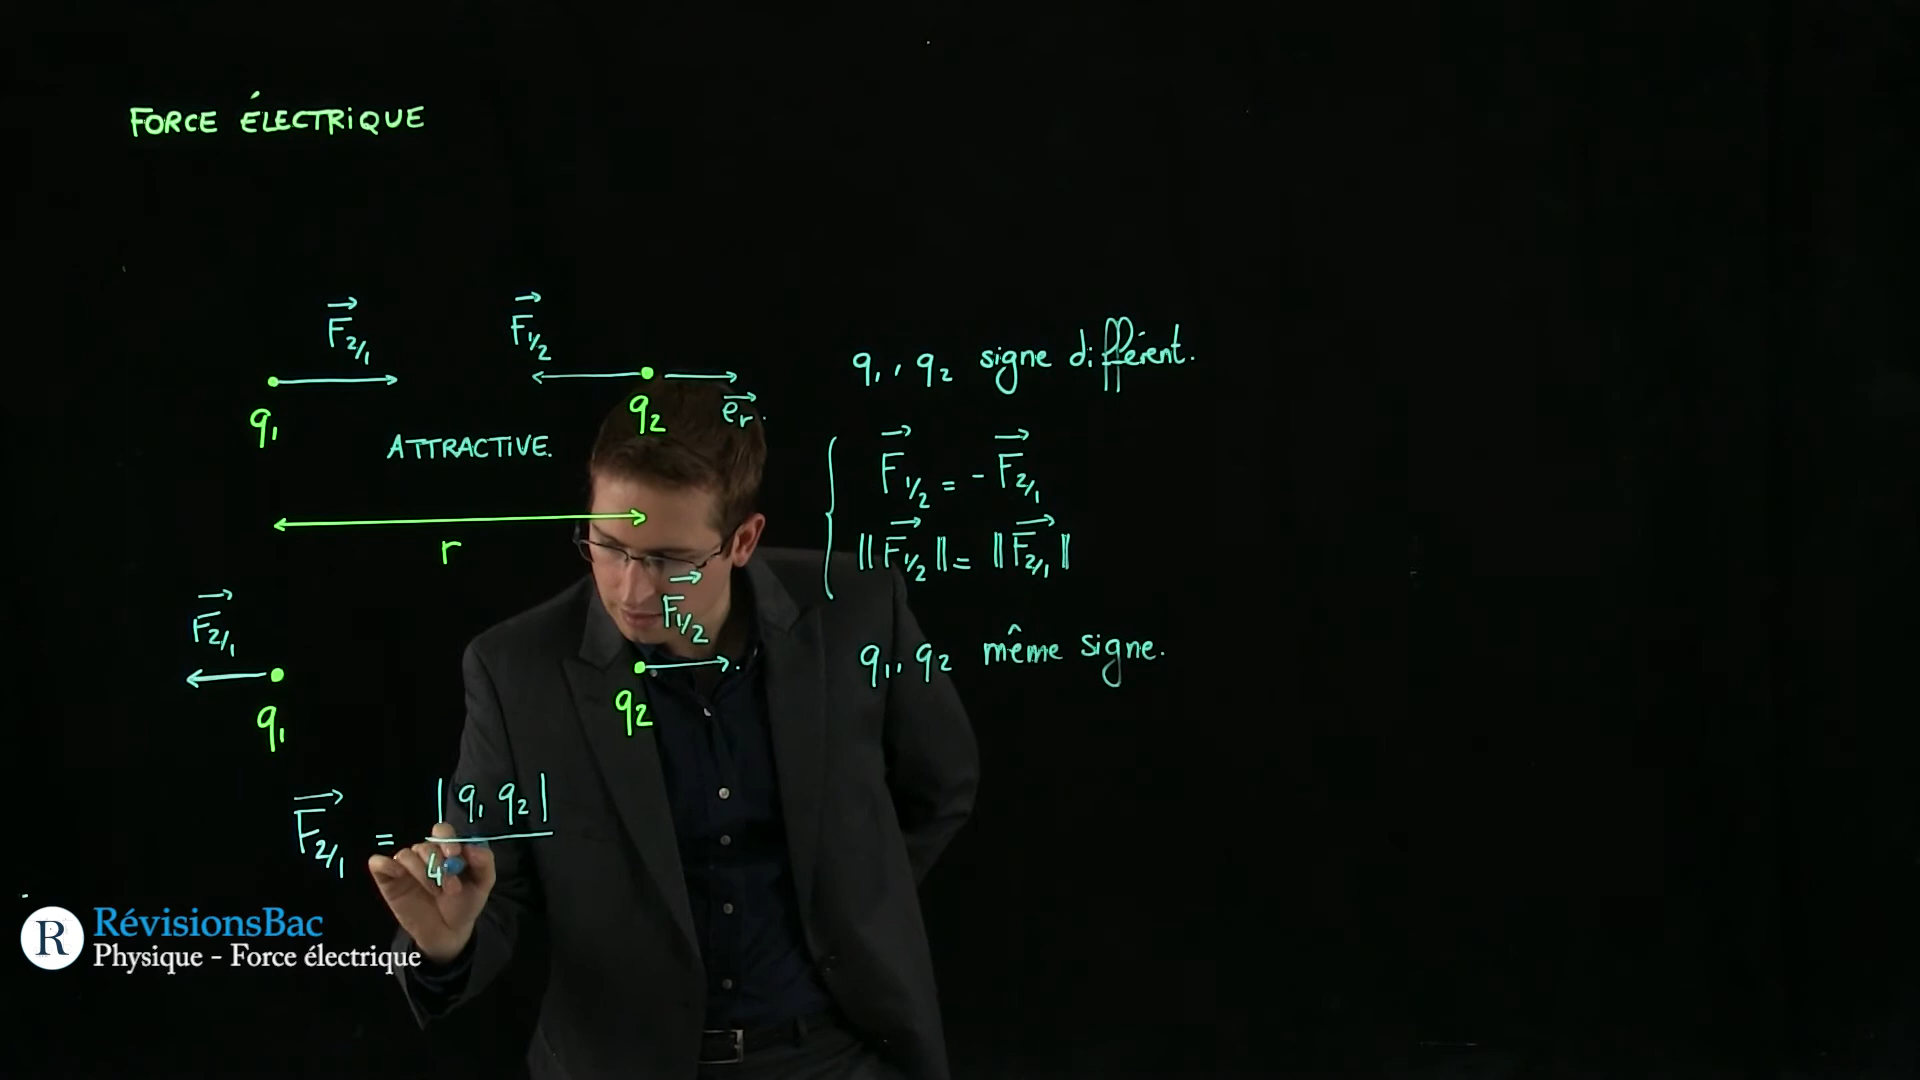 FORCE ÉLECTRIQUE
F2/1 F1/2
q1 q2 er
ATTRACTIVE.
r
q1, q2 signe différent.
F1/2 = - F2/1
||F1/2|| = ||F2/1||
F2/1 F1/2
q1 q2
q1, q2 même signe.
F2/1 = |q1 q2|
4
R RévisionsBac
Physique - Force électrique